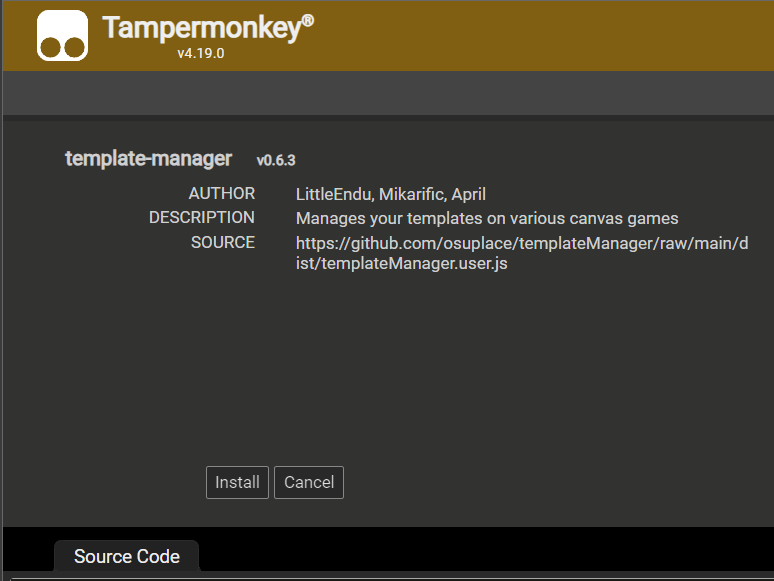 Tampermonkey®
v4.19.0
template-manager v0.6.3
AUTHOR LittleEndu, Mikarific, April
DESCRIPTION Manages your templates on various canvas games
SOURCE https://github.com/osuplace/templateManager/raw/main/d
ist/templateManager.user.js
Install Cancel
Source Code